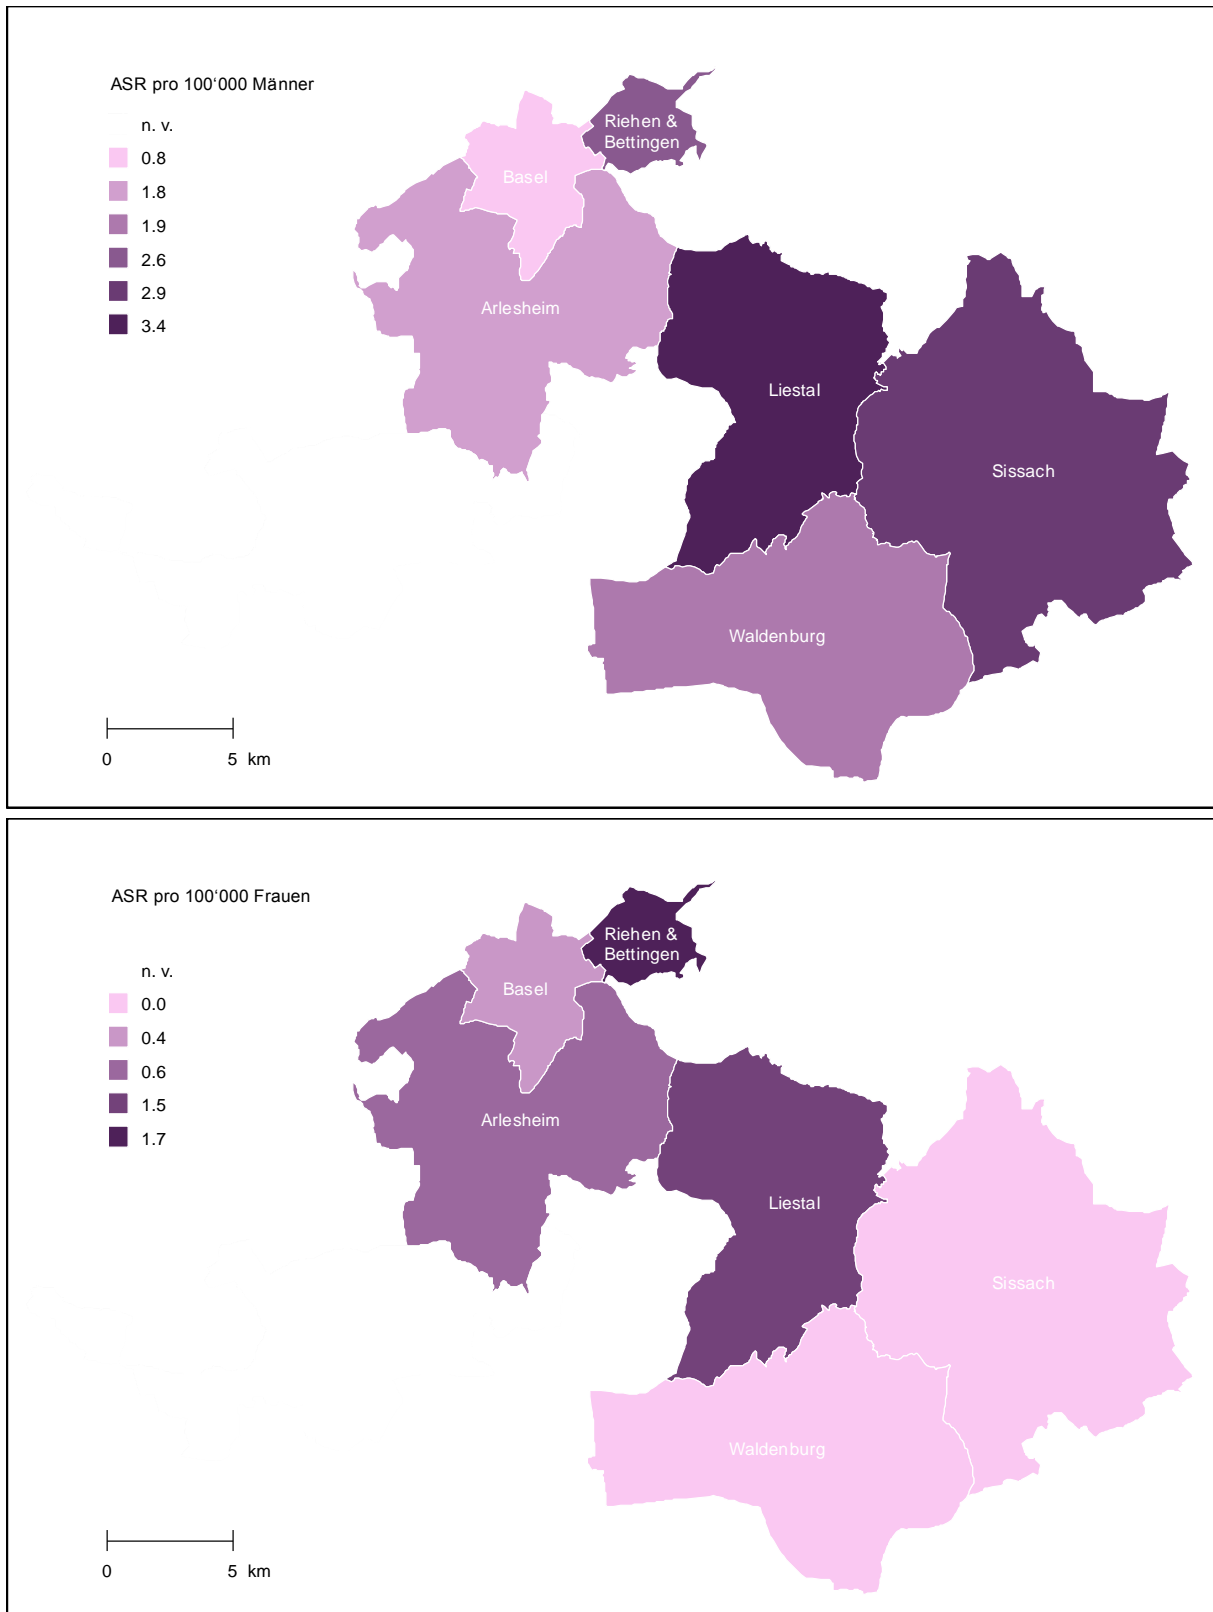 ASR pro 100‘000 Männer
n. v.
0.8
1.8
1.9
2.6
2.9
3.4
Riehen &
Bettingen
Basel
Arlesheim
Liestal
Sissach
Waldenburg
0 5 km
ASR pro 100‘000 Frauen
n. v.
0.0
0.4
0.6
1.5
1.7
Riehen &
Bettingen
Basel
Arlesheim
Liestal
Sissach
Waldenburg
0 5 km